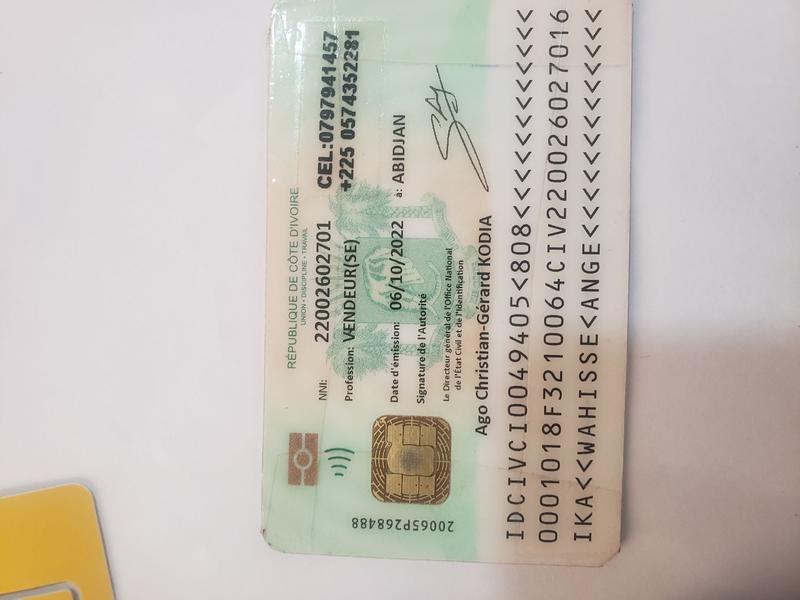 RÉPUBLIQUE DE CÔTE D'IVOIRE
UNION - DISCIPLINE - TRAVAIL
NNI: 22002602701
CEL:0797941457
Profession: VENDEUR(SE)
+225 0574352281
Date d'émission: 06/10/2022 à: ABIDJAN
Signature de l'Autorité
Le Directeur général de l'Office National
de l'État Civil et de l'Identification
Ago Christian-Gérard KODIA
20065P268488
IDCIVCI0049405<808<<<<<<<<<<<<
0001018F3210064CIV220026027016
IKA<<WAHISSE<ANGE<<<<<<<<<<<<<